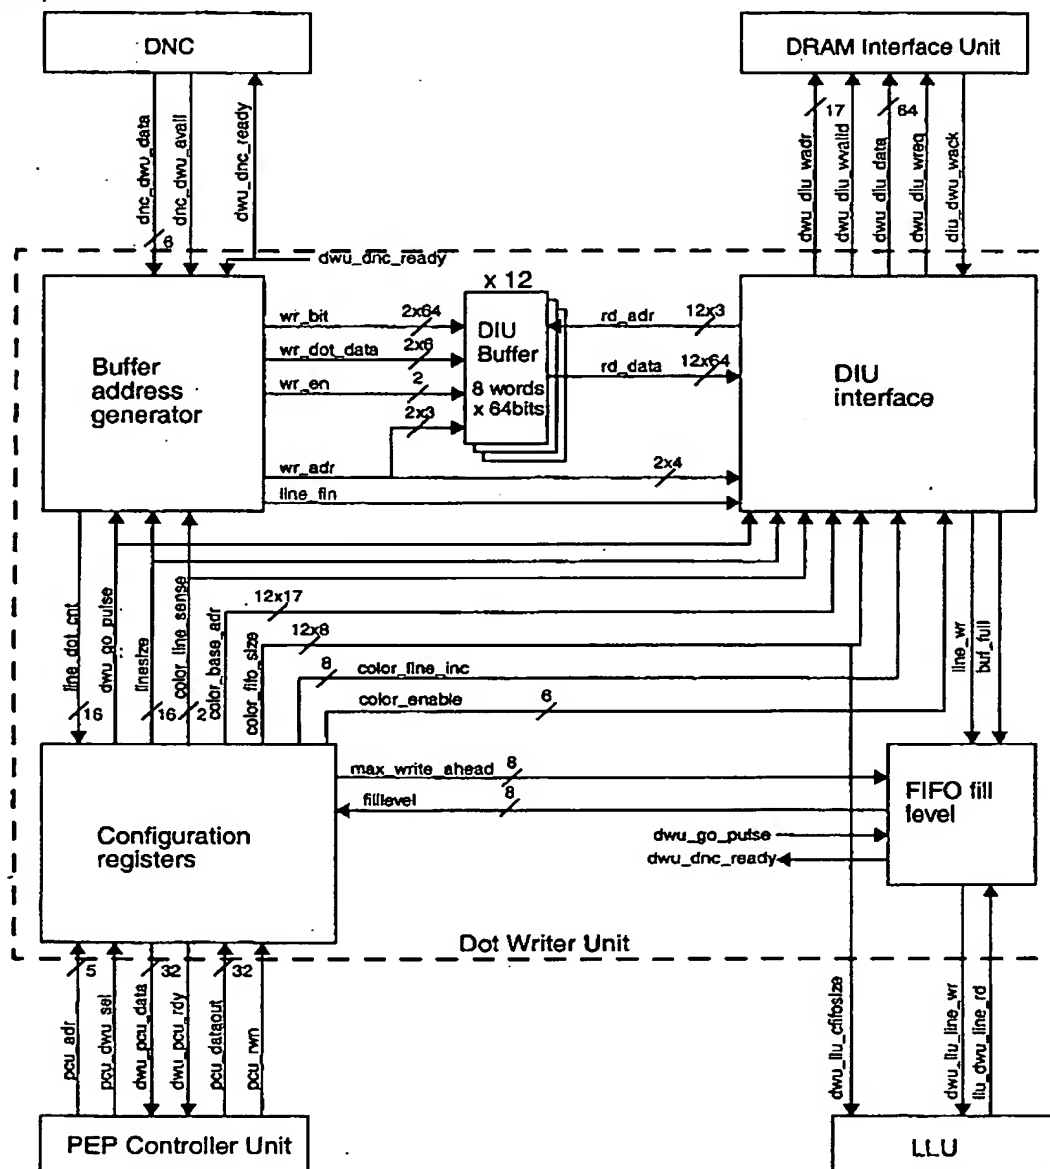 DNC
DRAM Interface Unit
dnc_dwu_data
dnc_dwu_avail
dwu_dnc_ready
6
17
64
dwu_diu_wadr
dwu_diu_wvalid
dwu_diu_data
dwu_diu_wreq
diu_dwu_wack
dwu_dnc_ready
x 12
Buffer
address
generator
wr_bit
2x64
wr_dot_data
2x6
wr_en
2
2x3
wr_adr
2x4
line_fin
DIU
Buffer
8 words
x 64bits
rd_adr
12x3
rd_data
12x64
DIU
interface
line_dot_cnt
16
dwu_go_pulse
linesize
16
color_line_sense
2
color_base_adr
12x17
color_fifo_size
12x8
8
color_line_inc
color_enable
6
line_wr
buf_full
Configuration
registers
max_write_ahead
8
filllevel
8
dwu_go_pulse
dwu_dnc_ready
FIFO fill
level
Dot Writer Unit
5
32
32
pcu_adr
pcu_dwu_sel
dwu_pcu_data
dwu_pcu_rdy
pcu_dataout
pcu_rwn
dwu_llu_cfifosize
dwu_llu_line_wr
llu_dwu_line_rd
PEP Controller Unit
LLU